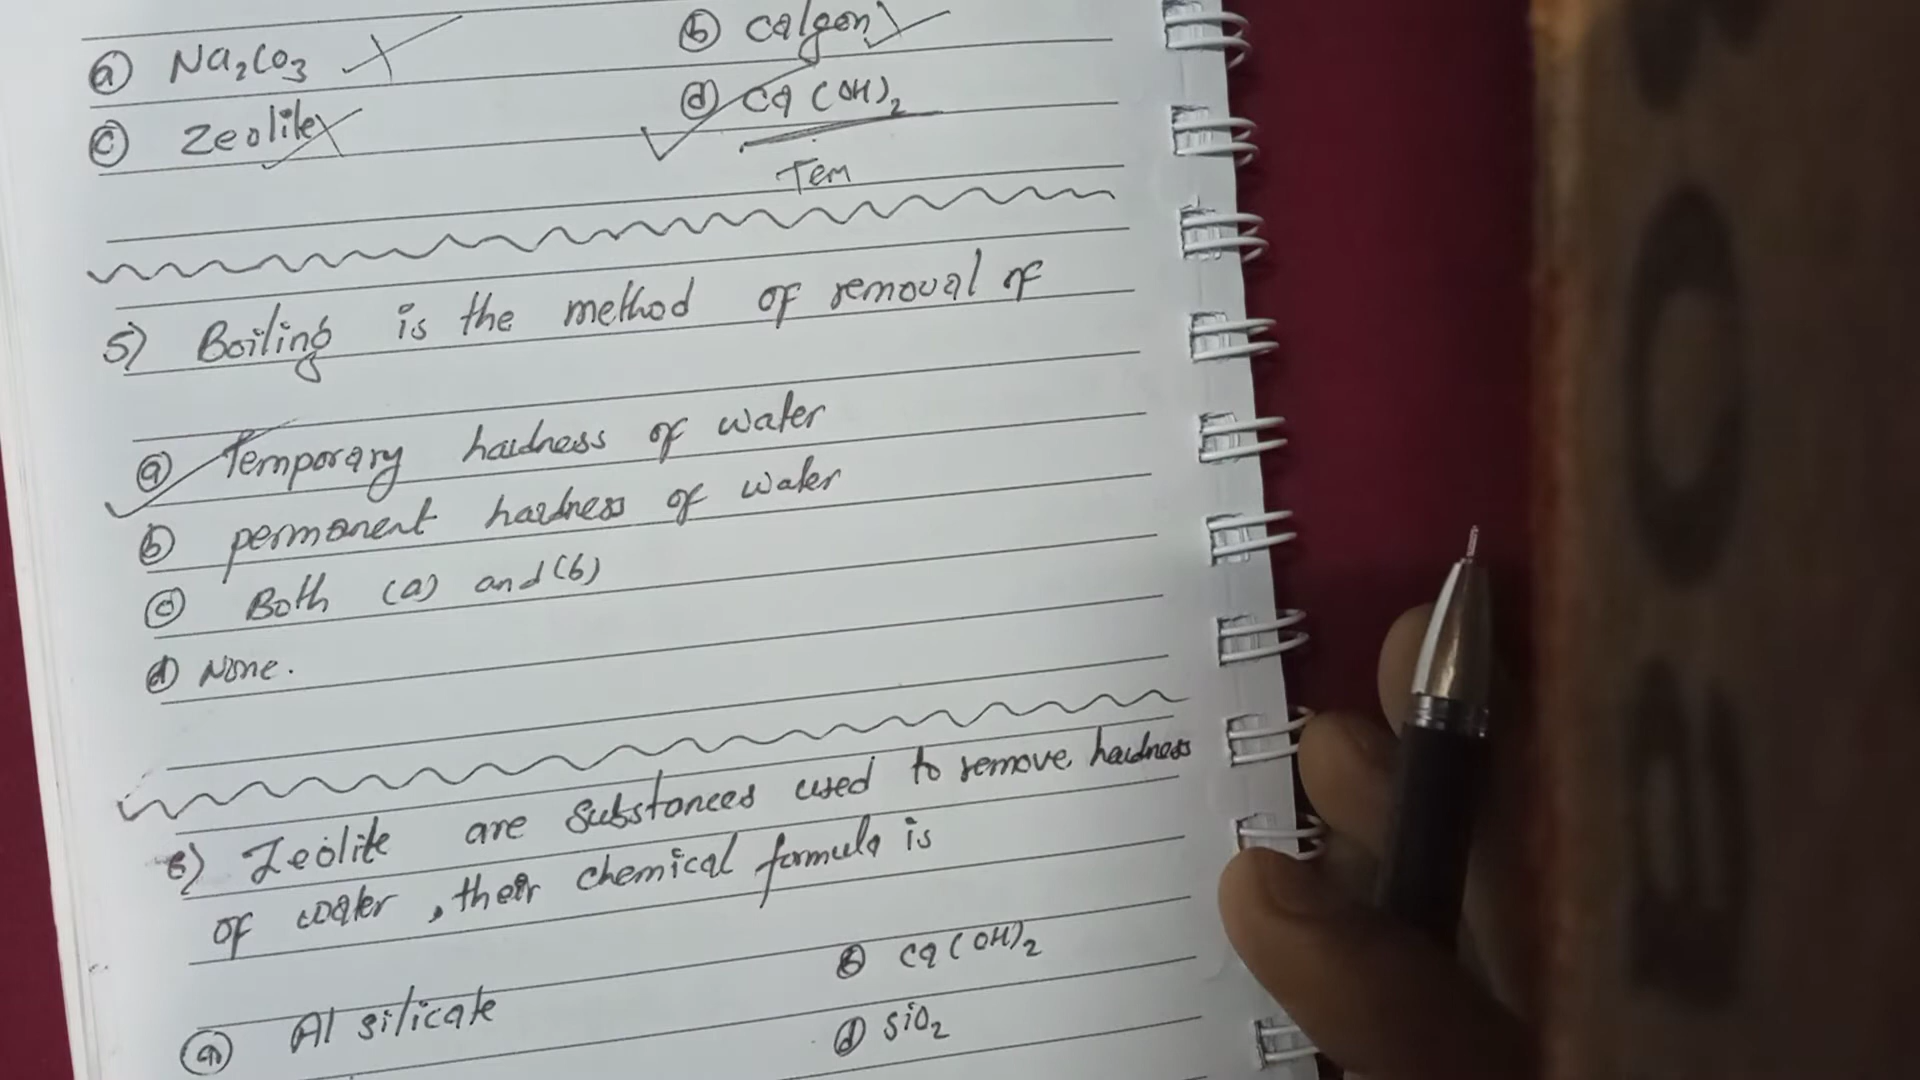 (a) Na2CO3
(b) Calgon
(c) Zeolite
(d) Ca(OH)2
Tem
5) Boiling is the method of removal of
(a) Temporary hardness of water
(b) permanent hardness of water
(c) Both (a) and (b)
(d) None.
6) Zeolite are substances used to remove hardness
of water, their chemical formula is
(a) Al silicate
(b) Ca(OH)2
(d) SiO2